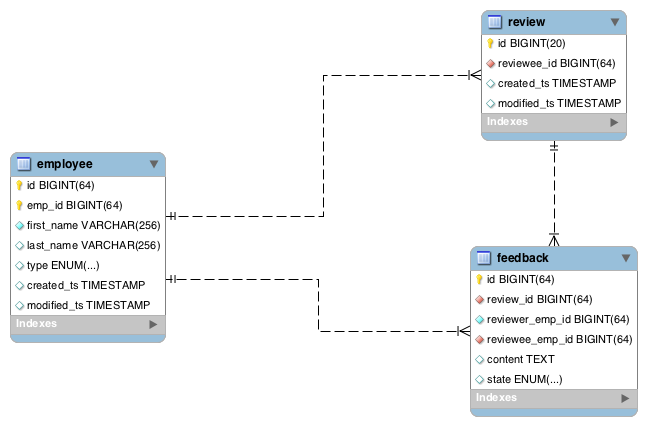 review
id BIGINT(20)
reviewee_id BIGINT(64)
created_ts TIMESTAMP
modified_ts TIMESTAMP
Indexes
employee
id BIGINT(64)
emp_id BIGINT(64)
first_name VARCHAR(256)
last_name VARCHAR(256)
type ENUM(...)
created_ts TIMESTAMP
modified_ts TIMESTAMP
Indexes
feedback
id BIGINT(64)
review_id BIGINT(64)
reviewer_emp_id BIGINT(64)
reviewee_emp_id BIGINT(64)
content TEXT
state ENUM(...)
Indexes